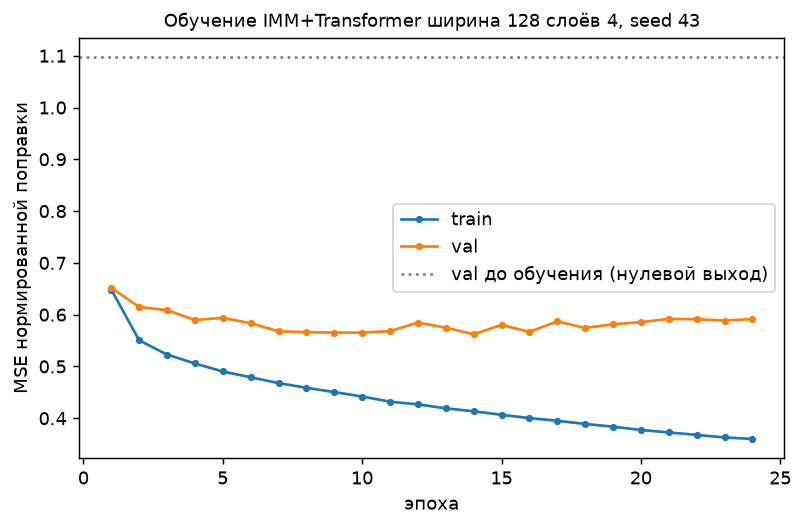 Обучение IMM+Transformer ширина 128 слоёв 4, seed 43
MSE нормированной поправки
1.1
1.0
0.9
0.8
0.7
0.6
0.5
0.4
train
val
val до обучения (нулевой выход)
0
5
10
15
20
25
эпоха